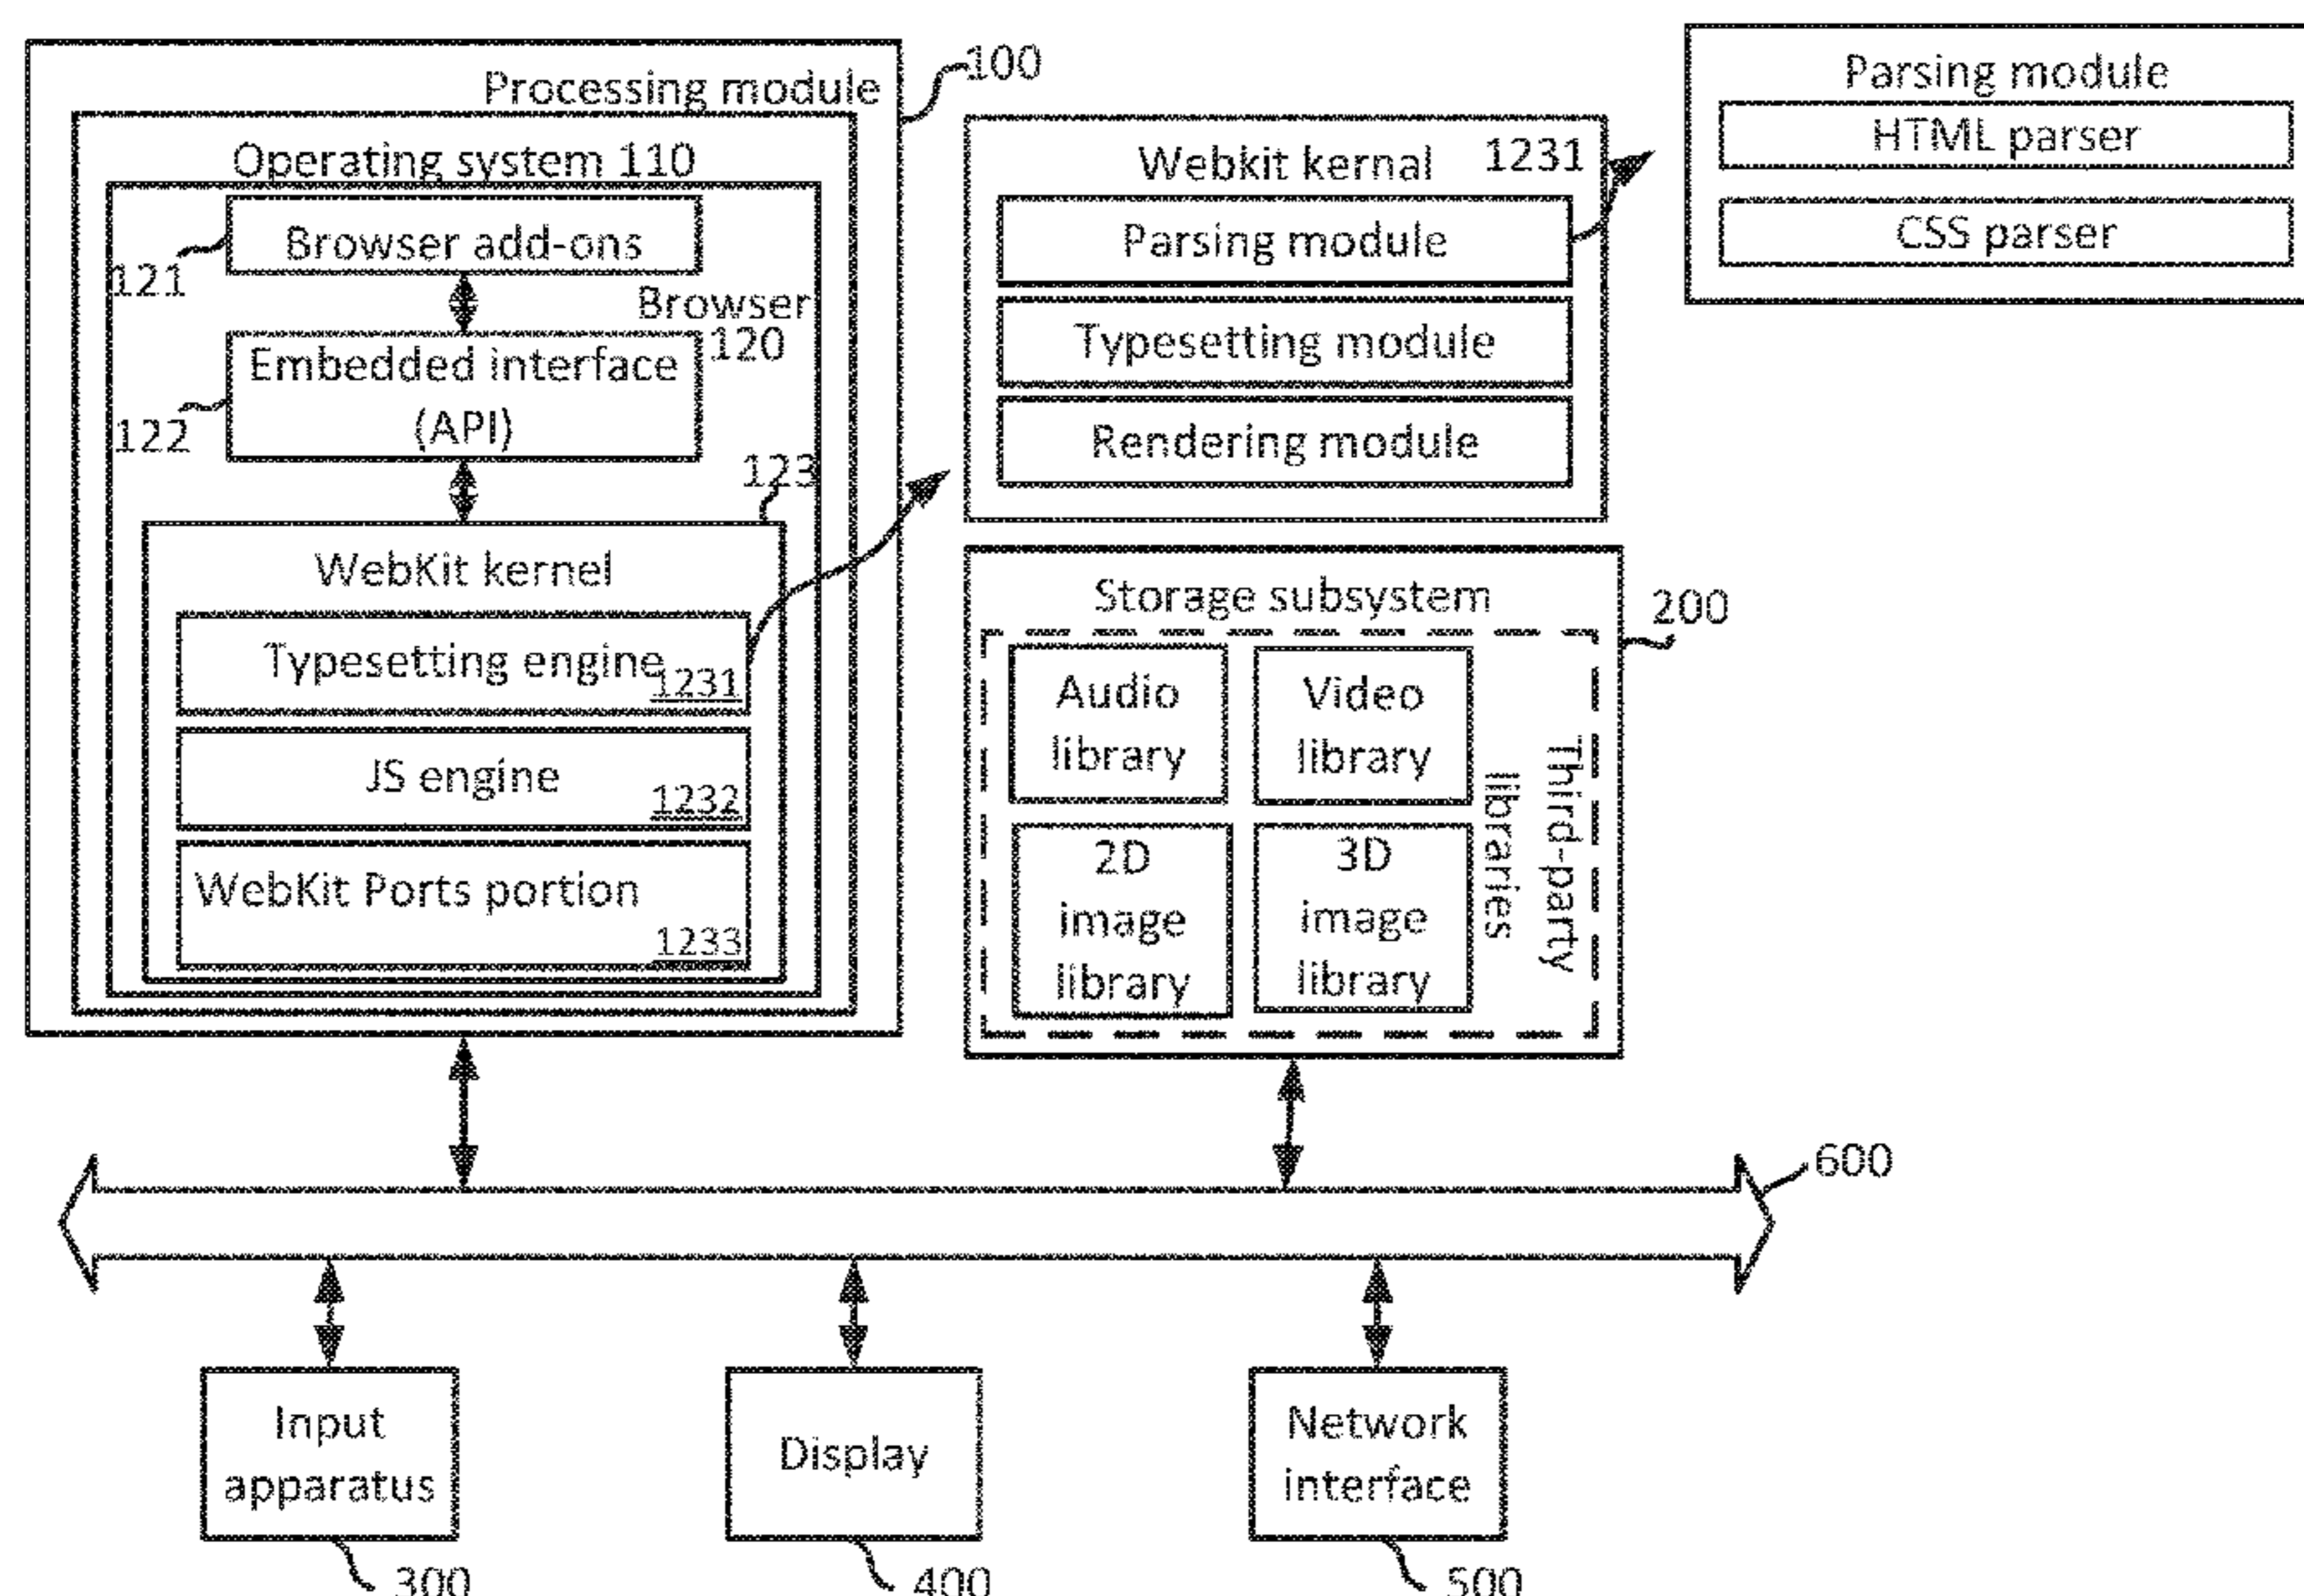 Processing module
100
Operating system 110
Browser add-ons
121
Browser
120
Embedded interface
(API)
122
123
WebKit kernel
Typesetting engine
1231
JS engine
1232
WebKit Ports portion
1233
Webkit kernal
1231
Parsing module
Typesetting module
Rendering module
Parsing module
HTML parser
CSS parser
Storage subsystem
200
Audio
library
Video
library
2D
image
library
3D
image
library
Third-party
libraries
600
Input
apparatus
300
Display
400
Network
interface
500